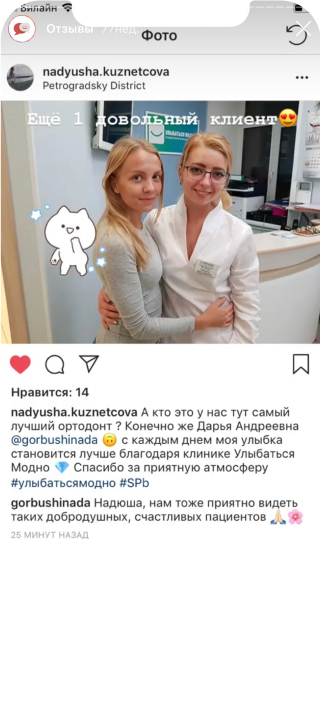 Билайн
Отзывы 77нед.
Фото
nadyusha.kuznetcova
Petrogradsky District
Ещё 1 довольный клиент😍
Нравится: 14
nadyusha.kuznetcova А кто это у нас тут самый
лучший ортодонт ? Конечно же Дарья Андреевна
@gorbushinada 🙃 с каждым днем моя улыбка
становится лучше благодаря клинике Улыбаться
Модно 💎 Спасибо за приятную атмосферу
#улыбатьсямодно #SPb
gorbushinada Надюша, нам тоже приятно видеть
таких добродушных, счастливых пациентов 🙏🏻🌸
25 МИНУТ НАЗАД